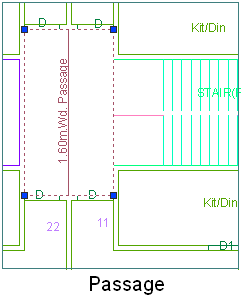 D
D
Kit/Din
1.60m.Wd. Passage
STAIR(F
D
D
Kit/Din
22
11
D1
Passage